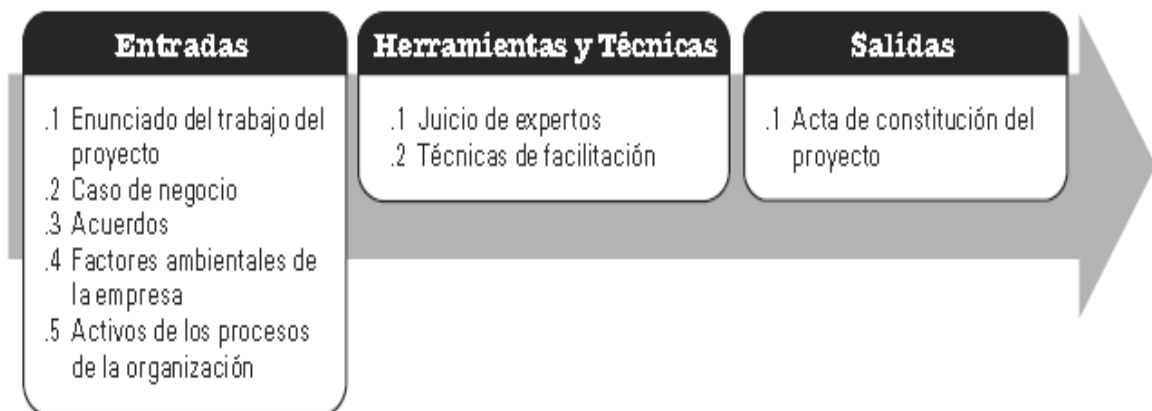 Entradas
.1 Enunciado del trabajo del
proyecto
.2 Caso de negocio
.3 Acuerdos
.4 Factores ambientales de
la empresa
.5 Activos de los procesos
de la organización
Herramientas y Técnicas
.1 Juicio de expertos
.2 Técnicas de facilitación
Salidas
.1 Acta de constitución del
proyecto